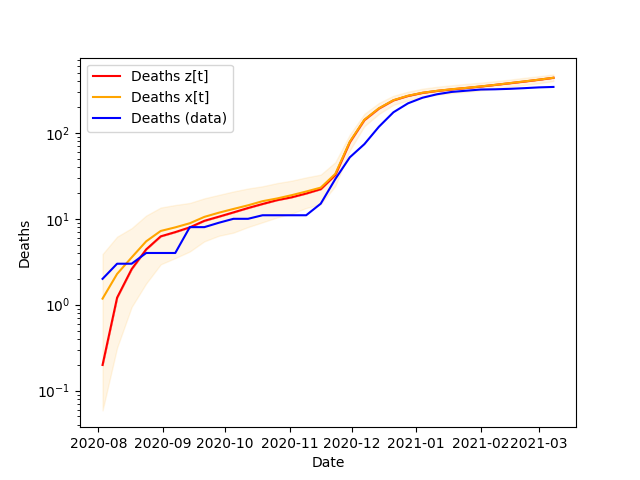 Deaths z[t]
Deaths x[t]
Deaths (data)
Deaths
10²
10¹
10⁰
10⁻¹
2020-08 2020-09 2020-10 2020-11 2020-12 2021-01 2021-02 2021-03
Date